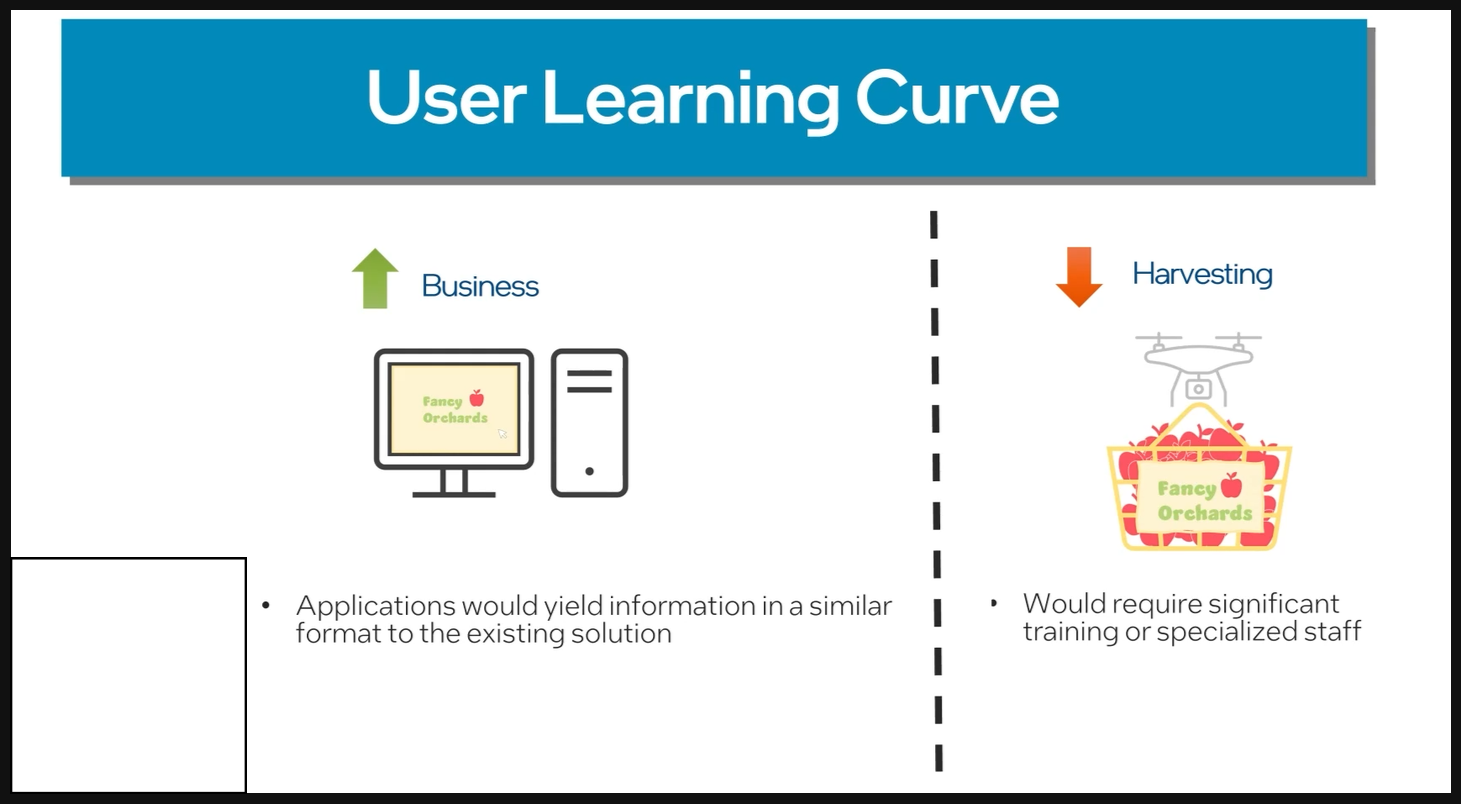 User Learning Curve
Business
Fancy
Orchards
• Applications would yield information in a similar
format to the existing solution
Harvesting
Fancy
Orchards
• Would require significant
training or specialized staff